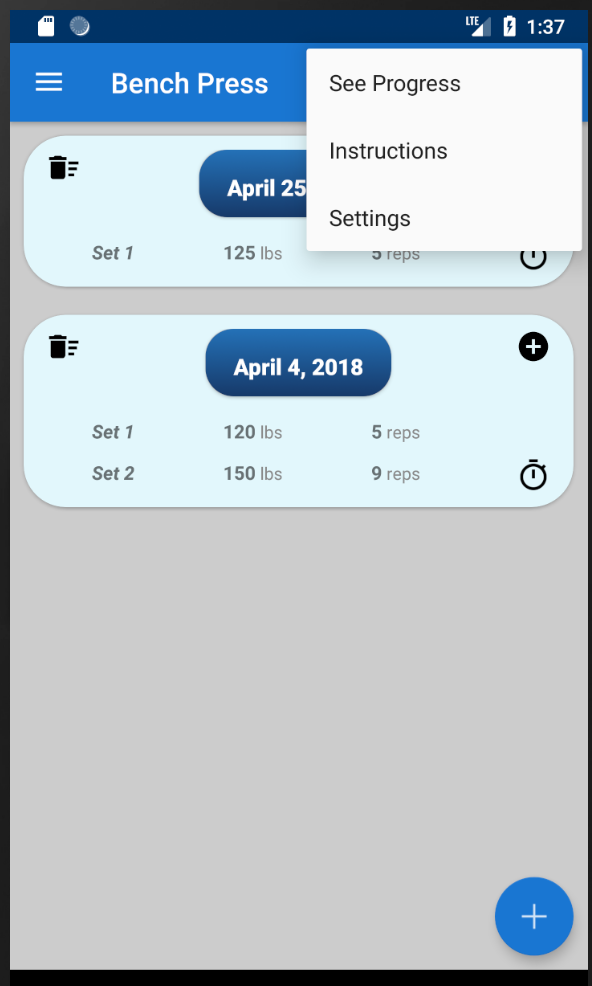 LTE 1:37
Bench Press
See Progress
Instructions
Settings
April 25
Set 1 125 lbs 5 reps
April 4, 2018
Set 1 120 lbs 5 reps
Set 2 150 lbs 9 reps